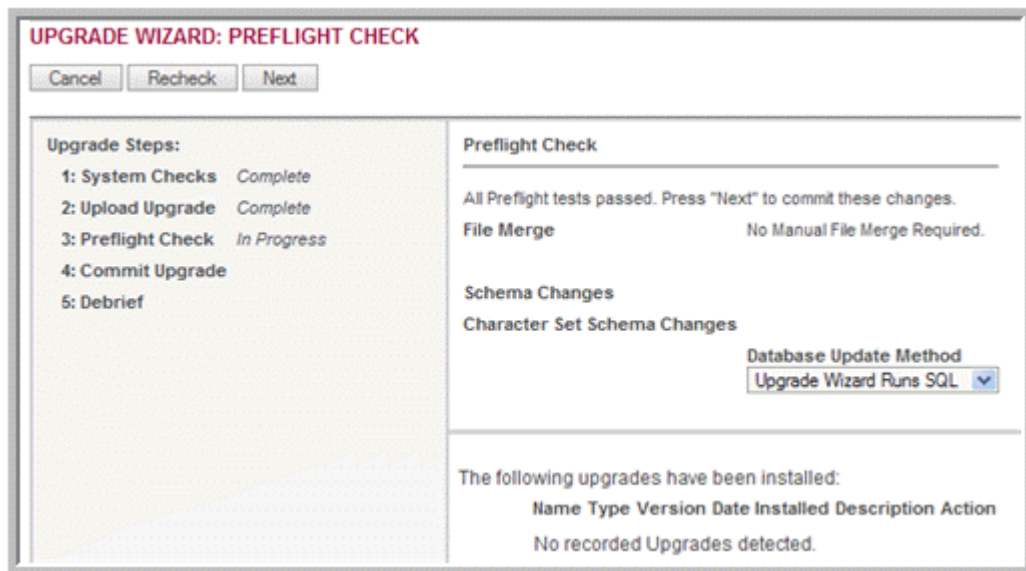 UPGRADE WIZARD: PREFLIGHT CHECK
Cancel Recheck Next
Upgrade Steps:
1: System Checks Complete
2: Upload Upgrade Complete
3: Preflight Check In Progress
4: Commit Upgrade
5: Debrief
Preflight Check
All Preflight tests passed. Press "Next" to commit these changes.
File Merge No Manual File Merge Required.
Schema Changes
Character Set Schema Changes
Database Update Method
Upgrade Wizard Runs SQL
The following upgrades have been installed:
Name Type Version Date Installed Description Action
No recorded Upgrades detected.